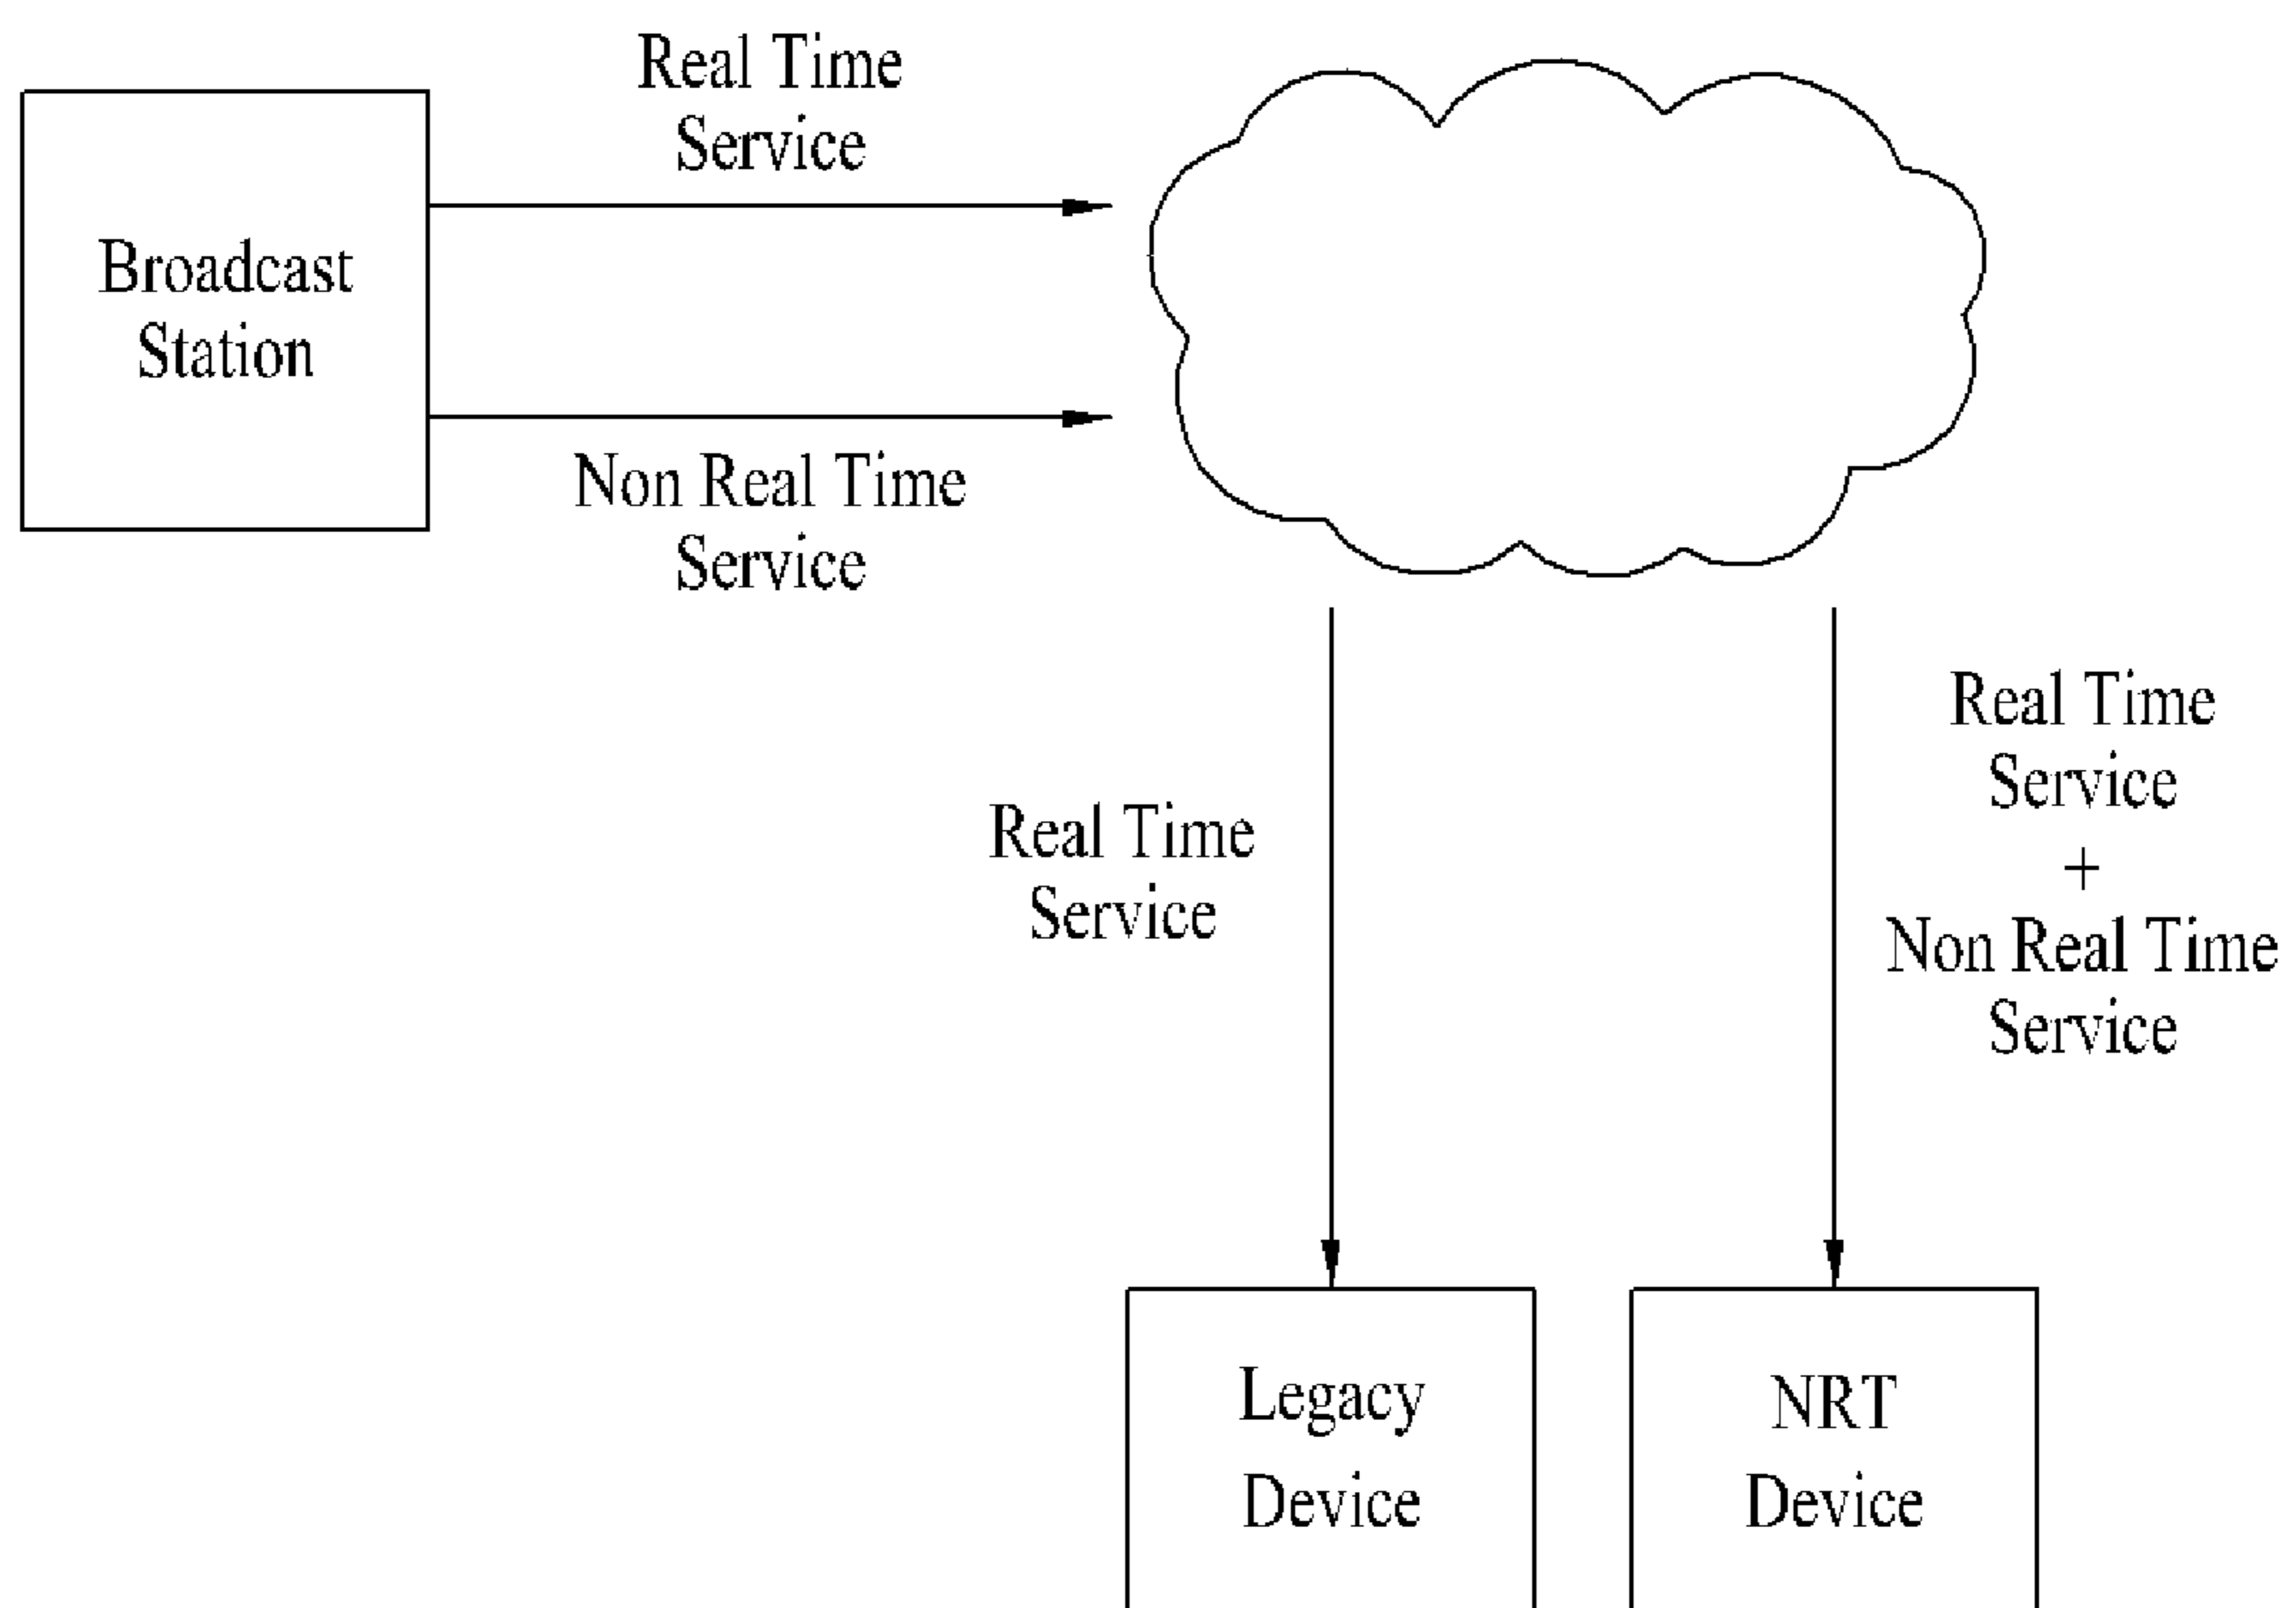 Real Time
Service
Broadcast
Station
Non Real Time
Service
Real Time
Service
Real Time
Service
+
Non Real Time
Service
Legacy
Device
NRT
Device